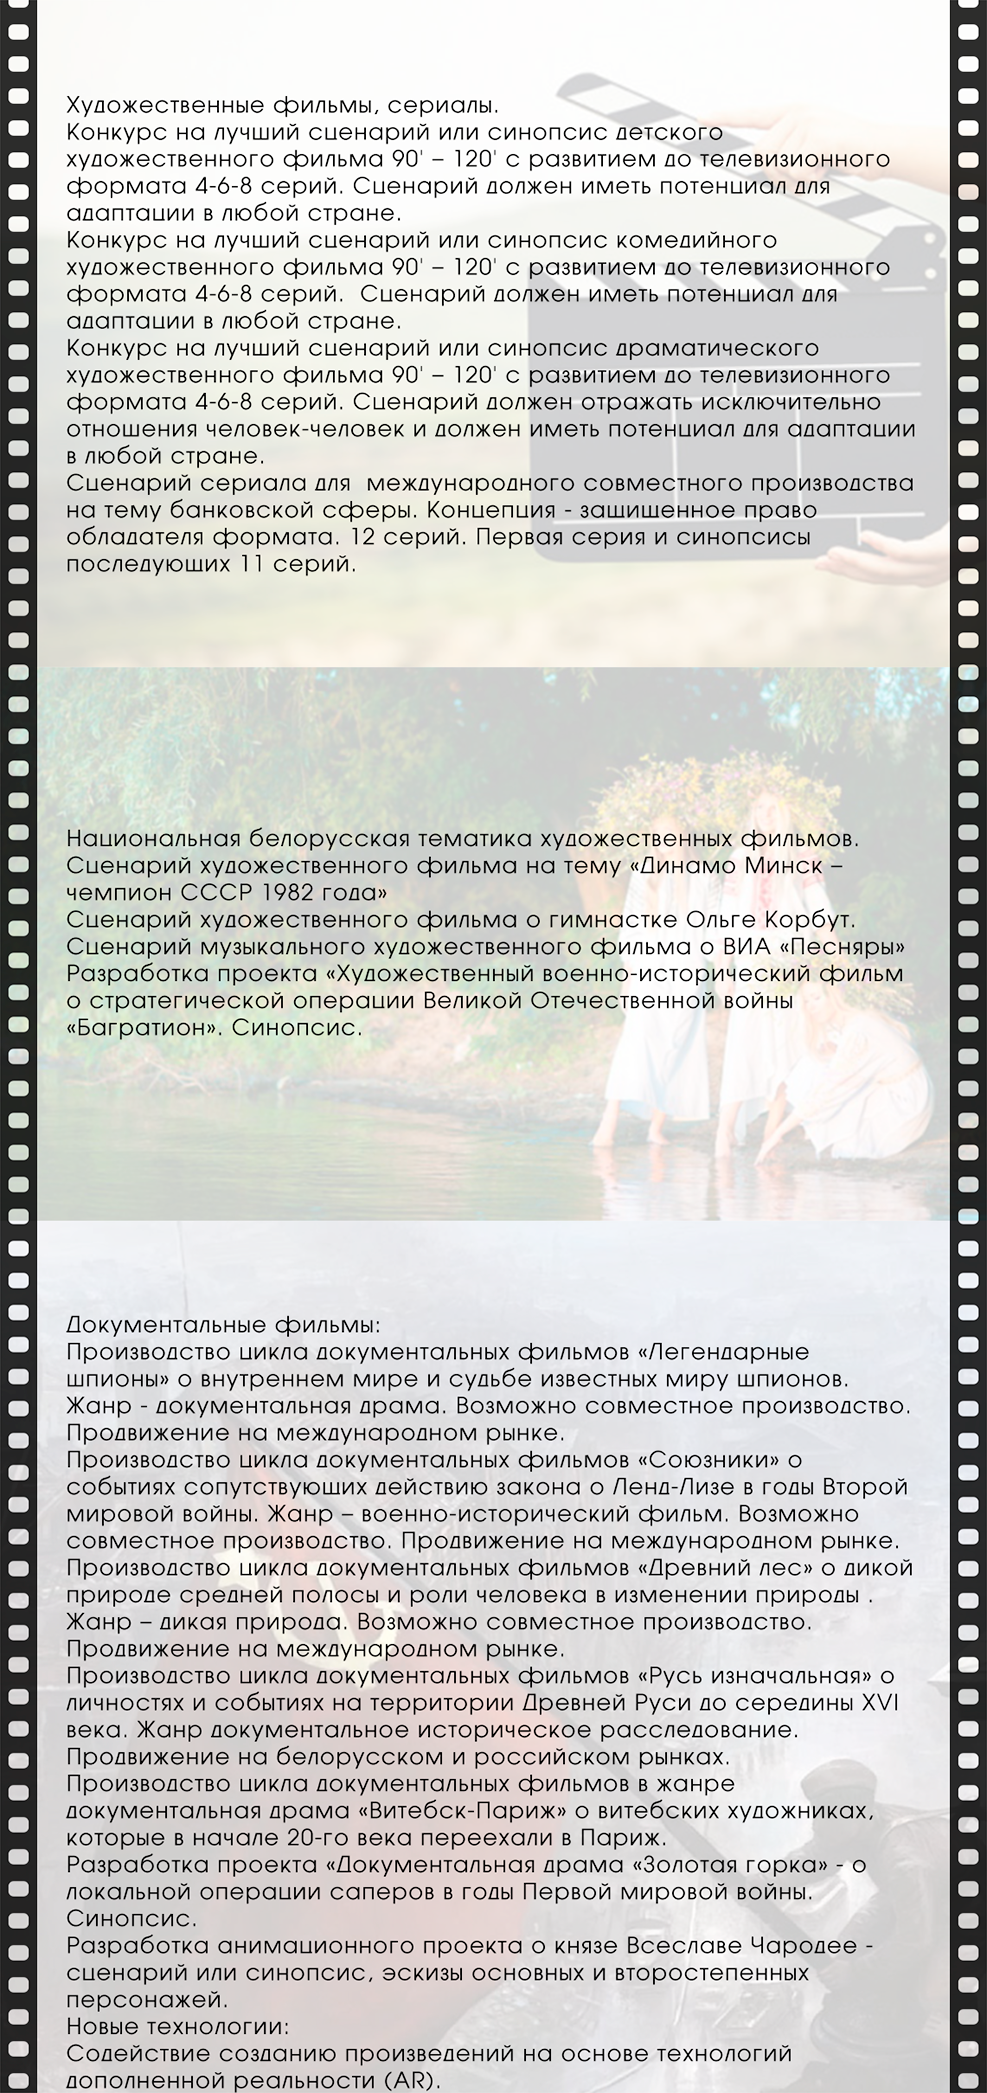 Художественные фильмы, сериалы.
Конкурс на лучший сценарий или синопсис детского
художественного фильма 90' – 120' с развитием до телевизионного
формата 4-6-8 серий. Сценарий должен иметь потенциал для
адаптации в любой стране.
Конкурс на лучший сценарий или синопсис комедийного
художественного фильма 90' – 120' с развитием до телевизионного
формата 4-6-8 серий.  Сценарий должен иметь потенциал для
адаптации в любой стране.
Конкурс на лучший сценарий или синопсис драматического
художественного фильма 90' – 120' с развитием до телевизионного
формата 4-6-8 серий. Сценарий должен отражать исключительно
отношения человек-человек и должен иметь потенциал для адаптации
в любой стране.
Сценарий сериала для  международного совместного производства
на тему банковской сферы. Концепция - защищенное право
обладателя формата. 12 серий. Первая серия и синопсисы
последующих 11 серий.
Национальная белорусская тематика художественных фильмов.
Сценарий художественного фильма на тему «Динамо Минск –
чемпион СССР 1982 года»
Сценарий художественного фильма о гимнастке Ольге Корбут.
Сценарий музыкального художественного фильма о ВИА «Песняры»
Разработка проекта «Художественный военно-исторический фильм
о стратегической операции Великой Отечественной войны
«Багратион». Синопсис.
Документальные фильмы:
Производство цикла документальных фильмов «Легендарные
шпионы» о внутреннем мире и судьбе известных миру шпионов.
Жанр - документальная драма. Возможно совместное производство.
Продвижение на международном рынке.
Производство цикла документальных фильмов «Союзники» о
событиях сопутствующих действию закона о Ленд-Лизе в годы Второй
мировой войны. Жанр – военно-исторический фильм. Возможно
совместное производство. Продвижение на международном рынке.
Производство цикла документальных фильмов «Древний лес» о дикой
природе средней полосы и роли человека в изменении природы .
Жанр – дикая природа. Возможно совместное производство.
Продвижение на международном рынке.
Производство цикла документальных фильмов «Русь изначальная» о
личностях и событиях на территории Древней Руси до середины XVI
века. Жанр документальное историческое расследование.
Продвижение на белорусском и российском рынках.
Производство цикла документальных фильмов в жанре
документальная драма «Витебск-Париж» о витебских художниках,
которые в начале 20-го века переехали в Париж.
Разработка проекта «Документальная драма «Золотая горка» - о
локальной операции саперов в годы Первой мировой войны.
Синопсис.
Разработка анимационного проекта о князе Всеславе Чародее -
сценарий или синопсис, эскизы основных и второстепенных
персонажей.
Новые технологии:
Содействие созданию произведений на основе технологий
дополненной реальности (AR).